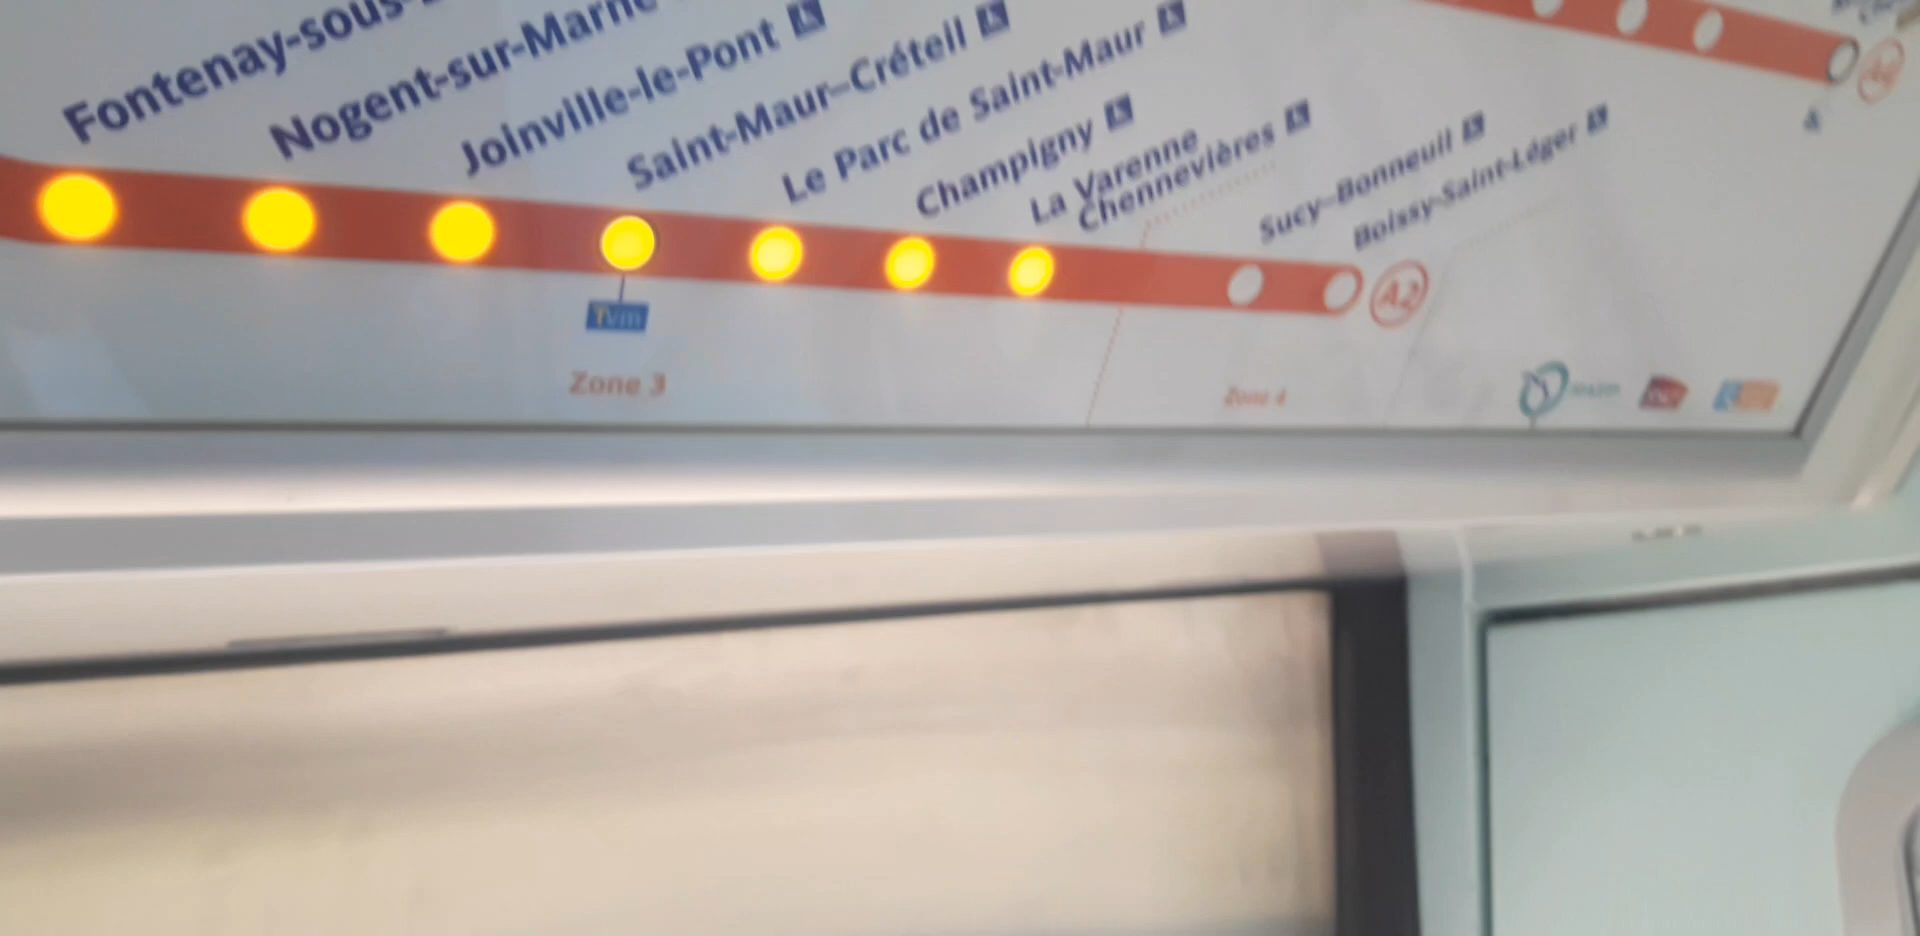 Fontenay-sous-
Nogent-sur-Marne
Joinville-le-Pont
Saint-Maur–Créteil
Le Parc de Saint-Maur
Champigny
La Varenne
Chennevières
Sucy–Bonneuil
Boissy-Saint-Léger
A2
Tvm
Zone 3
Zone 4